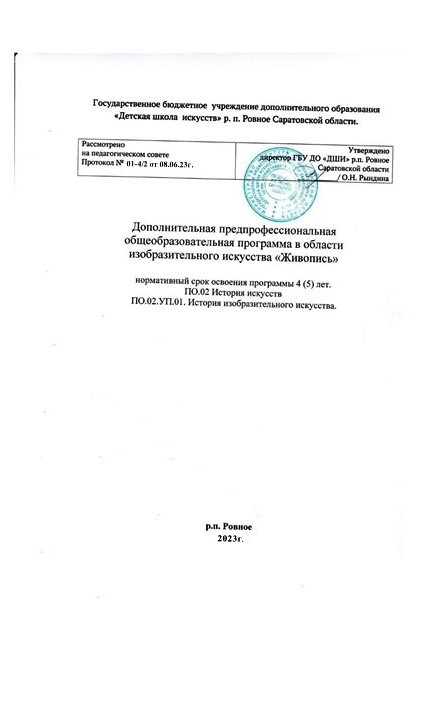 Государственное бюджетное учреждение дополнительного образования
«Детская школа искусств» р. п. Ровное Саратовской области.
Рассмотрено
на педагогическом совете
Протокол № 01-4/2 от 08.06.23г.
Утверждено
директор ГБУ ДО «ДШИ» р.п. Ровное
Саратовской области
/ О.Н. Рындина
Дополнительная предпрофессиональная
общеобразовательная программа в области
изобразительного искусства «Живопись»
нормативный срок освоения программы 4 (5) лет.
ПО.02 История искусств
ПО.02.УП.01. История изобразительного искусства.
р.п. Ровное
2023г.